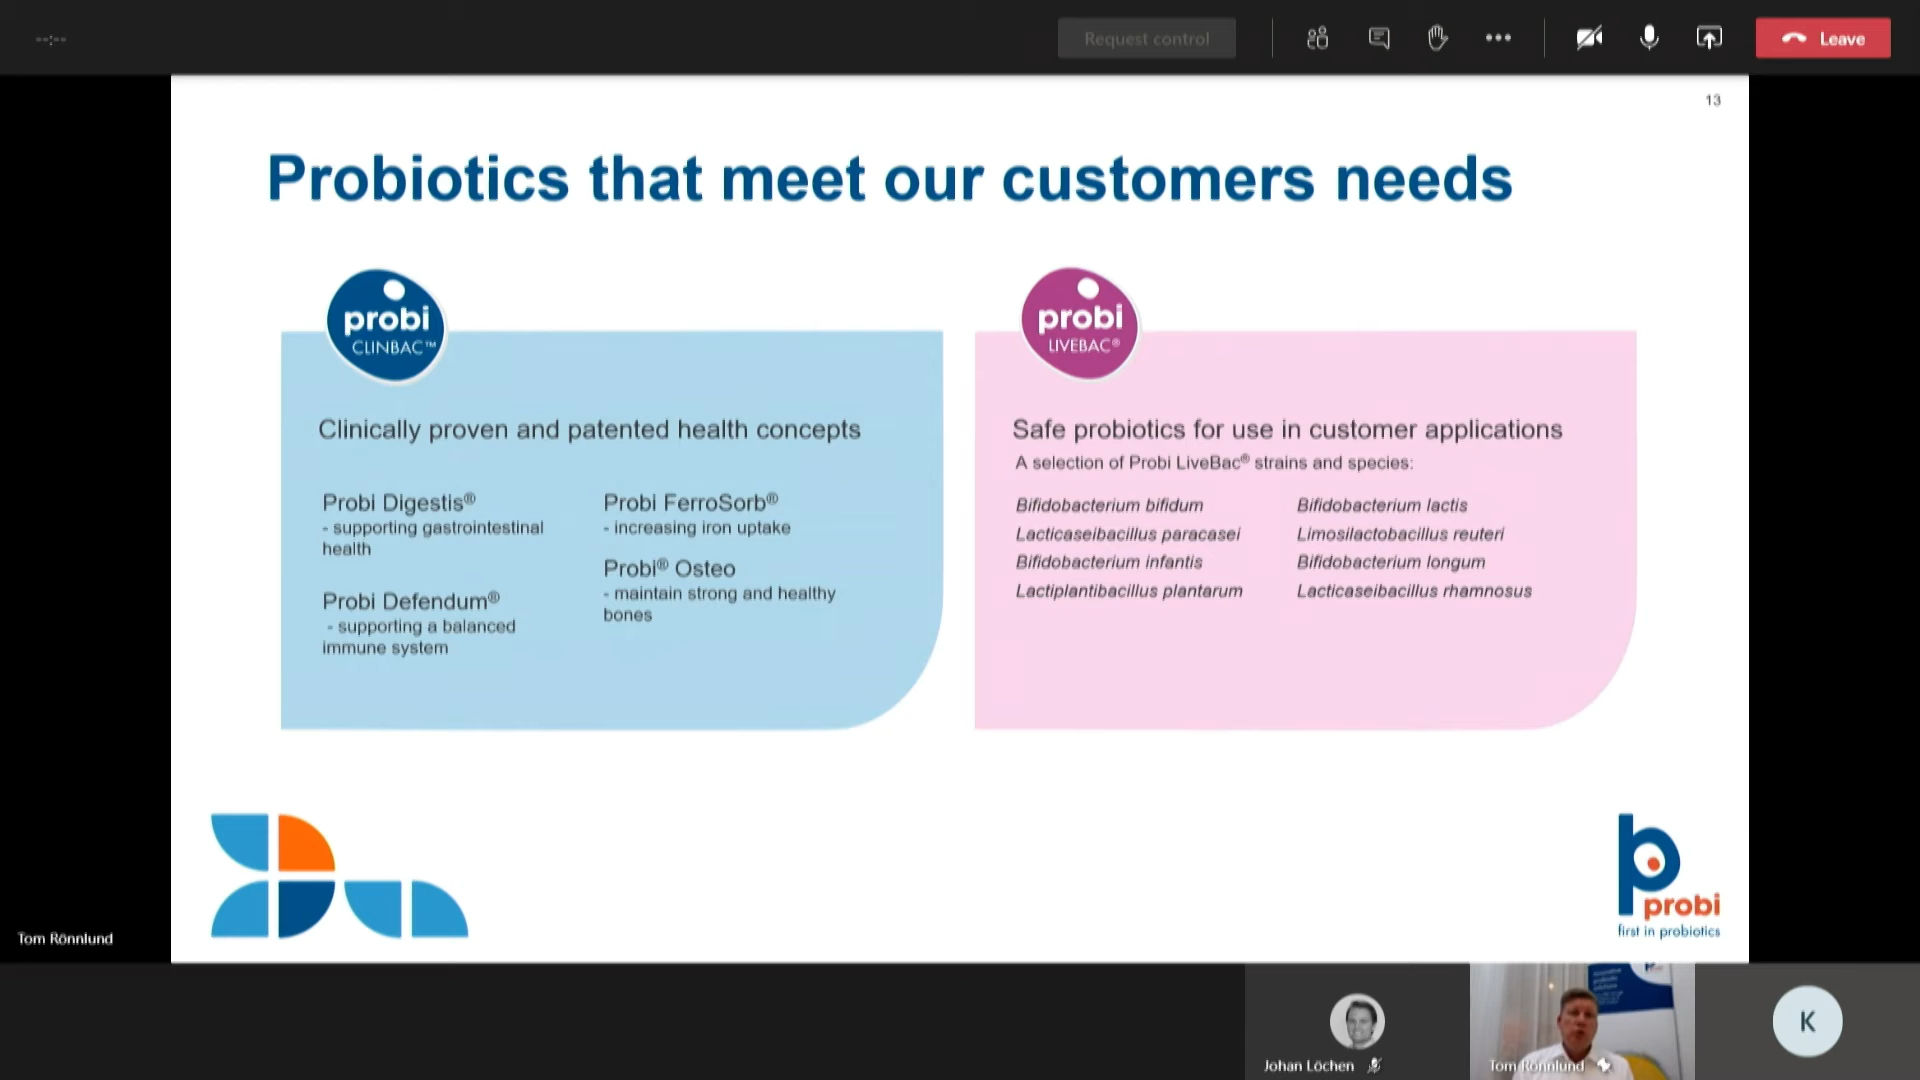 --:--
Request control
Leave
13
Probiotics that meet our customers needs
probi
CLINBAC™
Clinically proven and patented health concepts
Probi Digestis®
- supporting gastrointestinal
health
Probi Defendum®
- supporting a balanced
immune system
Probi FerroSorb®
- increasing iron uptake
Probi® Osteo
- maintain strong and healthy
bones
probi
LIVEBAC®
Safe probiotics for use in customer applications
A selection of Probi LiveBac® strains and species:
Bifidobacterium bifidum
Lacticaseibacillus paracasei
Bifidobacterium infantis
Lactiplantibacillus plantarum
Bifidobacterium lactis
Limosilactobacillus reuteri
Bifidobacterium longum
Lacticaseibacillus rhamnosus
probi
first in probiotics
Tom Rönnlund
Johan Löchen
Tom Rönnlund
K